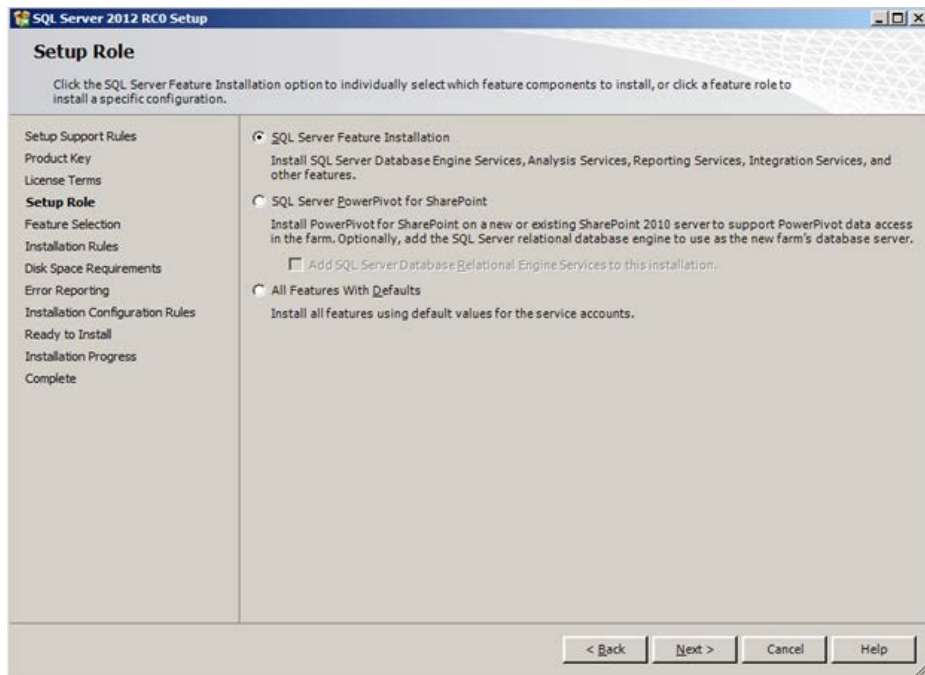 SQL Server 2012 RC0 Setup
Setup Role
Click the SQL Server Feature Installation option to individually select which feature components to install, or click a feature role to
install a specific configuration.
Setup Support Rules
Product Key
License Terms
Setup Role
Feature Selection
Installation Rules
Disk Space Requirements
Error Reporting
Installation Configuration Rules
Ready to Install
Installation Progress
Complete
SQL Server Feature Installation
Install SQL Server Database Engine Services, Analysis Services, Reporting Services, Integration Services, and
other features.
SQL Server PowerPivot for SharePoint
Install PowerPivot for SharePoint on a new or existing SharePoint 2010 server to support PowerPivot data access
in the farm. Optionally, add the SQL Server relational database engine to use as the new farm's database server.
Add SQL Server Database Relational Engine Services to this installation.
All Features With Defaults
Install all features using default values for the service accounts.
< Back
Next >
Cancel
Help